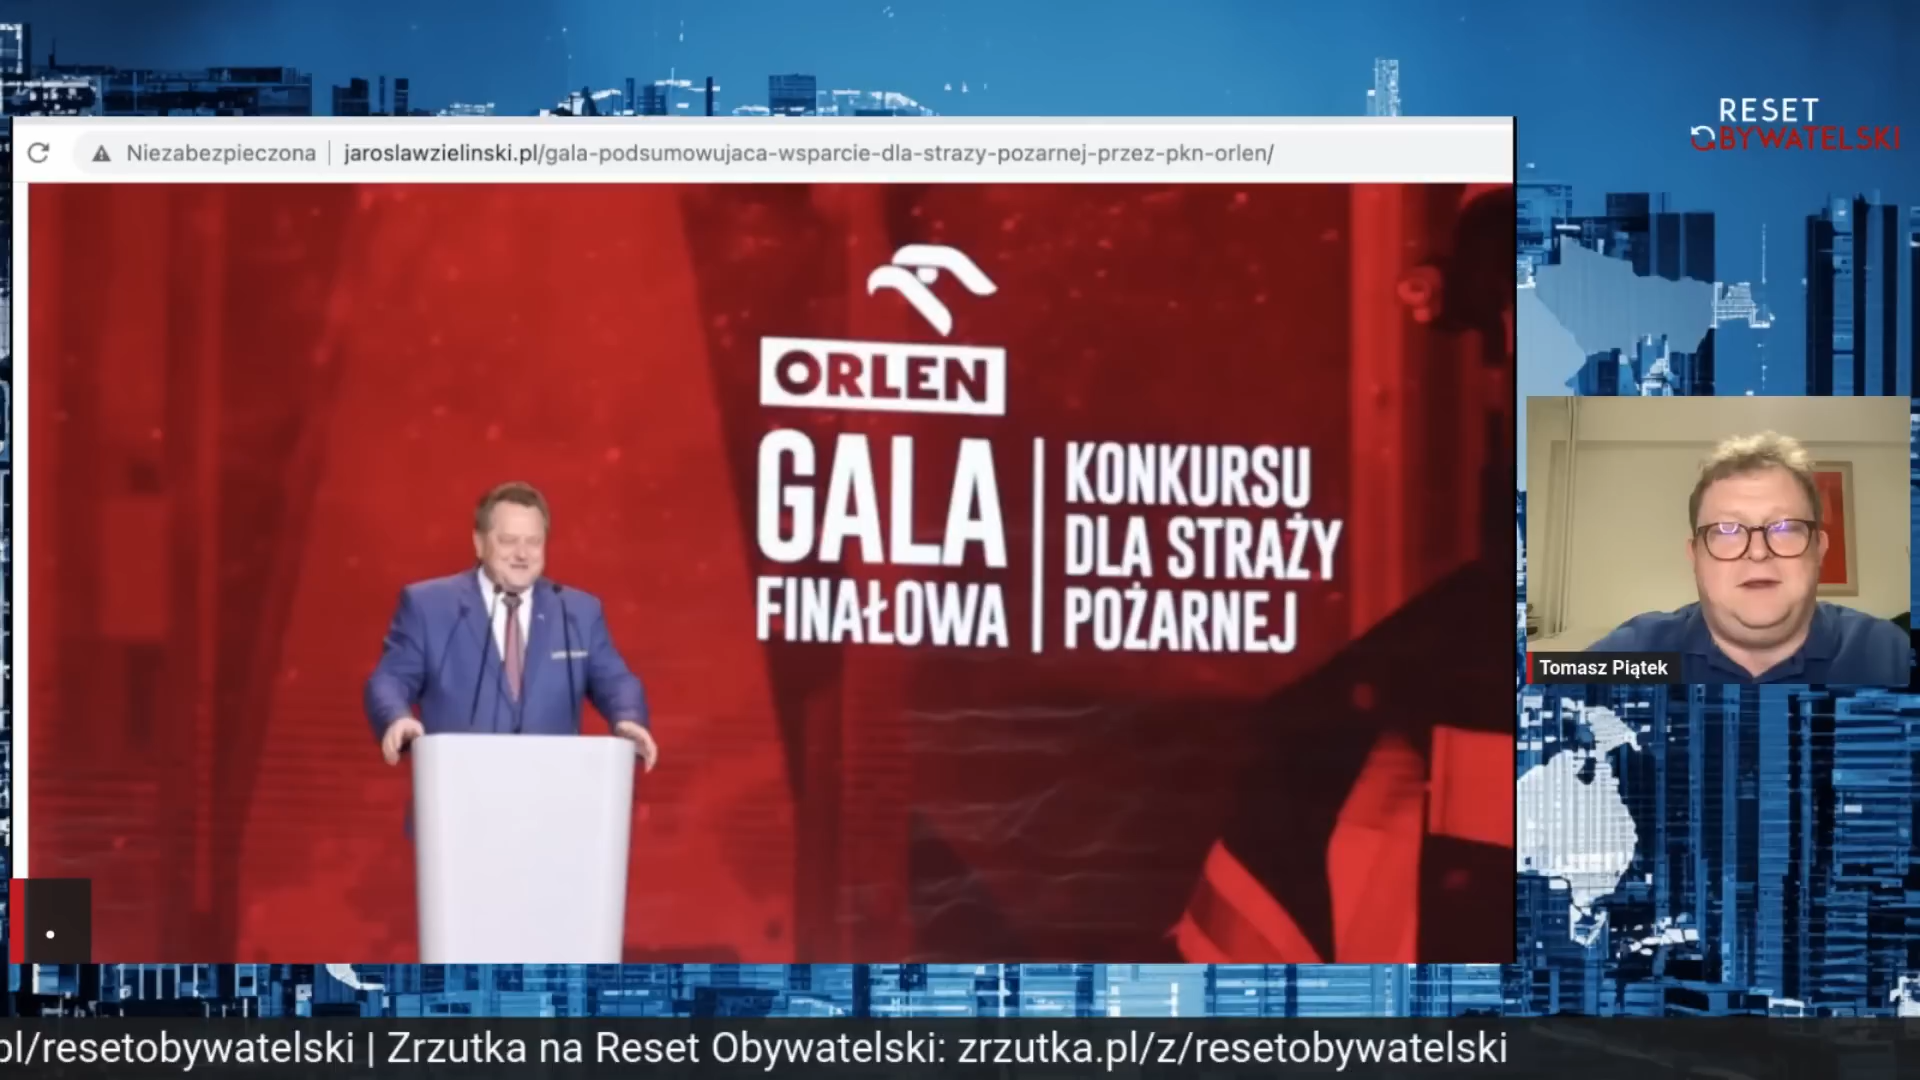 RESET
OBYWATELSKI
Niezabezpieczona | jaroslawzielinski.pl/gala-podsumowujaca-wsparcie-dla-strazy-pozarnej-przez-pkn-orlen/
ORLEN
GALA
FINAŁOWA
KONKURSU
DLA STRAŻY
POŻARNEJ
Tomasz Piątek
pl/resetobywatelski | Zrzutka na Reset Obywatelski: zrzutka.pl/z/resetobywatelski